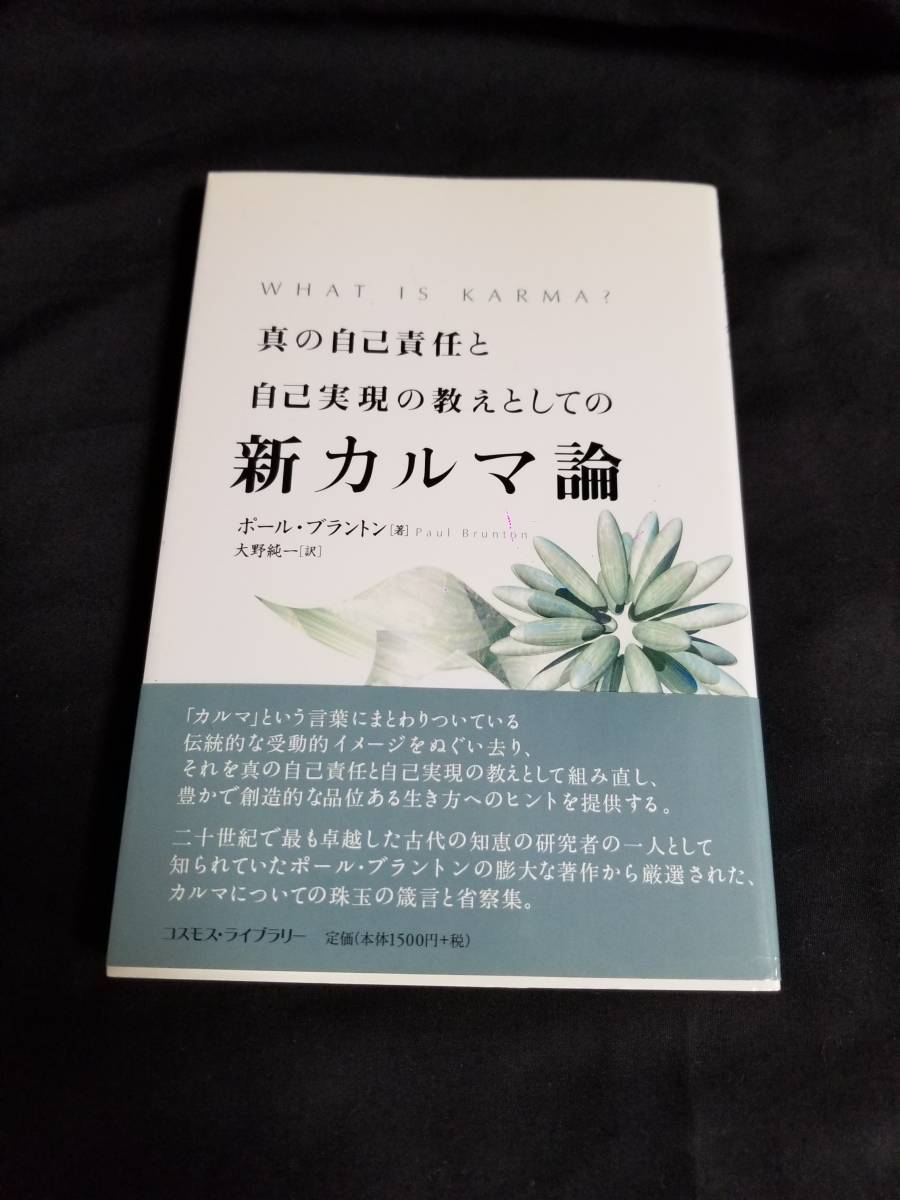 WHAT IS KARMA?
真の自己責任と
自己実現の教えとしての
新カルマ論
ポール・ブラントン[著] Paul Brunton
大野純一[訳]
「カルマ」という言葉にまとわりついている
伝統的な受動的イメージをぬぐい去り、
それを真の自己責任と自己実現の教えとして組み直し、
豊かで創造的な品位ある生き方へのヒントを提供する。
二十世紀で最も卓越した古代の知恵の研究者の一人として
知られていたポール・ブラントンの膨大な著作から厳選された、
カルマについての珠玉の箴言と省察集。
コスモス・ライブラリー 定価(本体1500円+税)